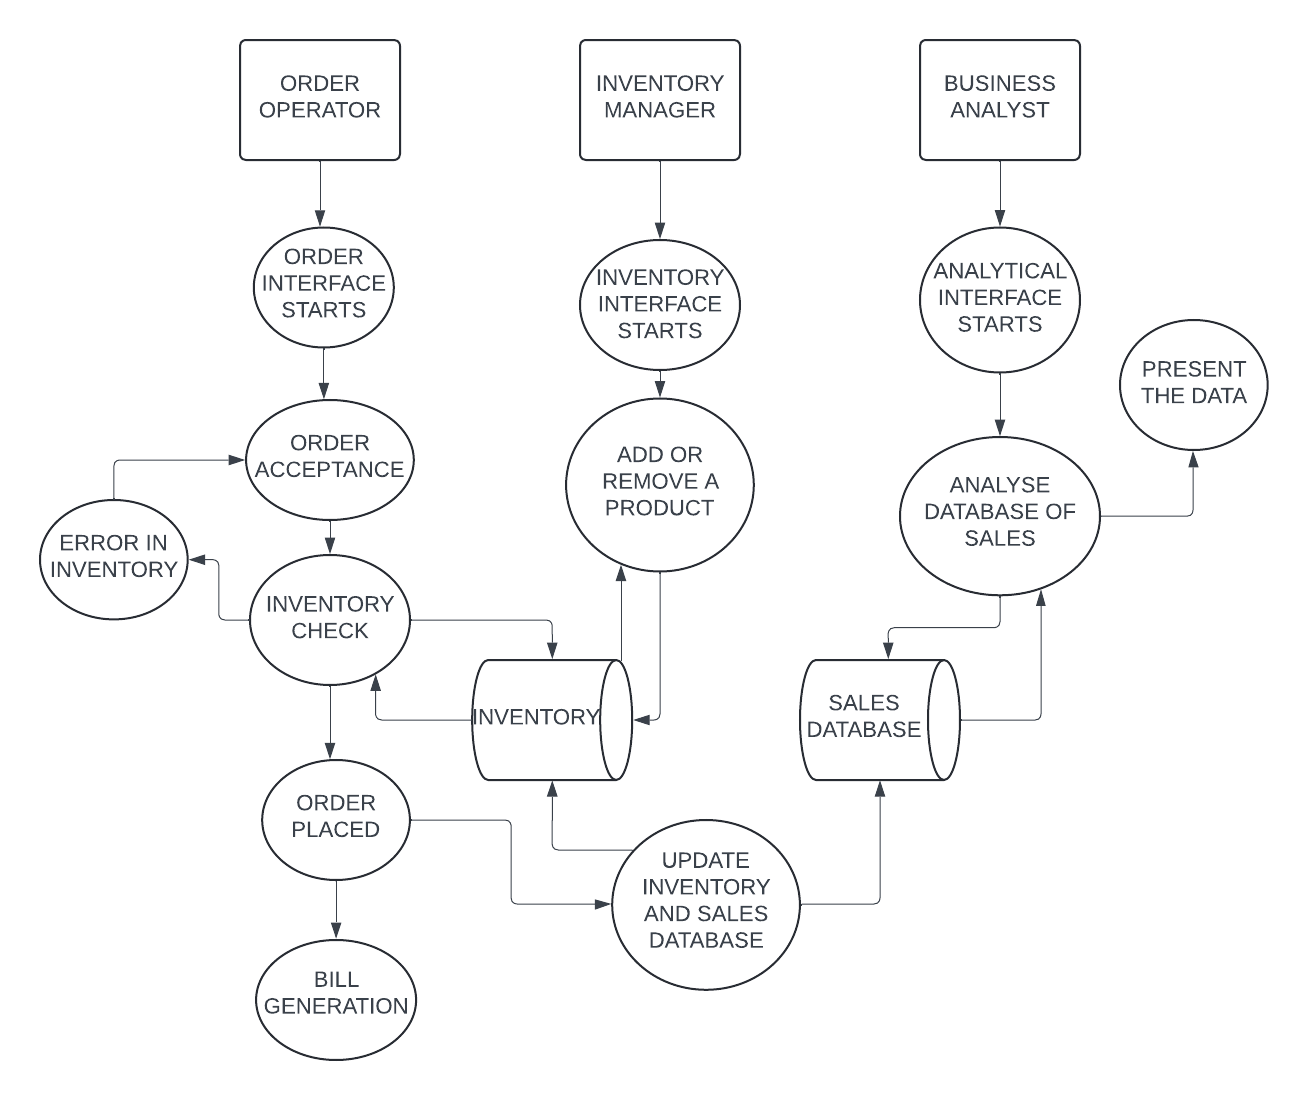 ORDER
OPERATOR
INVENTORY
MANAGER
BUSINESS
ANALYST
ORDER
INTERFACE
STARTS
INVENTORY
INTERFACE
STARTS
ANALYTICAL
INTERFACE
STARTS
PRESENT
THE DATA
ORDER
ACCEPTANCE
ADD OR
REMOVE A
PRODUCT
ANALYSE
DATABASE OF
SALES
ERROR IN
INVENTORY
INVENTORY
CHECK
INVENTORY
SALES
DATABASE
ORDER
PLACED
UPDATE
INVENTORY
AND SALES
DATABASE
BILL
GENERATION